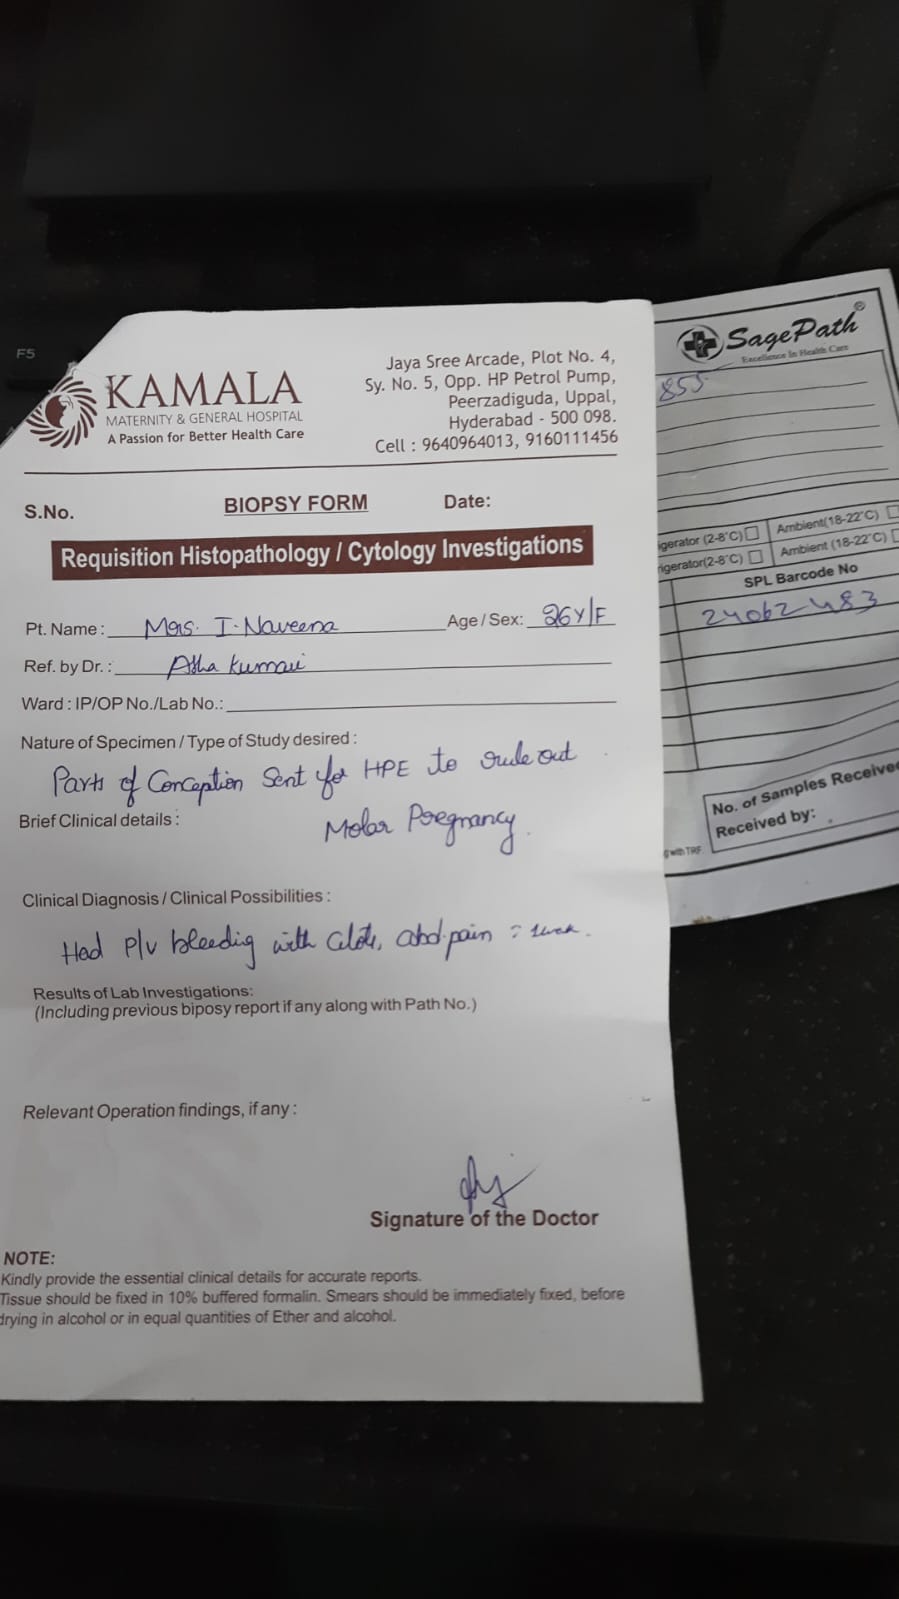 F5
KAMALA
MATERNITY & GENERAL HOSPITAL
A Passion for Better Health Care
Jaya Sree Arcade, Plot No. 4,
Sy. No. 5, Opp. HP Petrol Pump,
Peerzadiguda, Uppal,
Hyderabad - 500 098.
Cell : 9640964013, 9160111456
S.No. BIOPSY FORM Date:
Requisition Histopathology / Cytology Investigations
Pt. Name : Mrs. I. Naveena Age / Sex: 26Y/F
Ref. by Dr. : Asha Kumari
Ward : IP/OP No./Lab No.:
Nature of Specimen / Type of Study desired :
Parts of Conception Sent for HPE to rule out
Brief Clinical details : Molar Pregnancy.
Clinical Diagnosis / Clinical Possibilities :
Had P/V bleeding with clots, abd.pain
Results of Lab Investigations:
(Including previous biposy report if any along with Path No.)
Relevant Operation findings, if any :
Signature of the Doctor
NOTE:
Kindly provide the essential clinical details for accurate reports.
Tissue should be fixed in 10% buffered formalin. Smears should be immediately fixed, before
drying in alcohol or in equal quantities of Ether and alcohol.
SagePath®
Excellence In Health Care
855
igerator (2-8°C) Ambient(18-22°C)
rigerator(2-8°C) Ambient (18-22°C)
SPL Barcode No
24062483
No. of Samples Receive
Received by:
with TRF